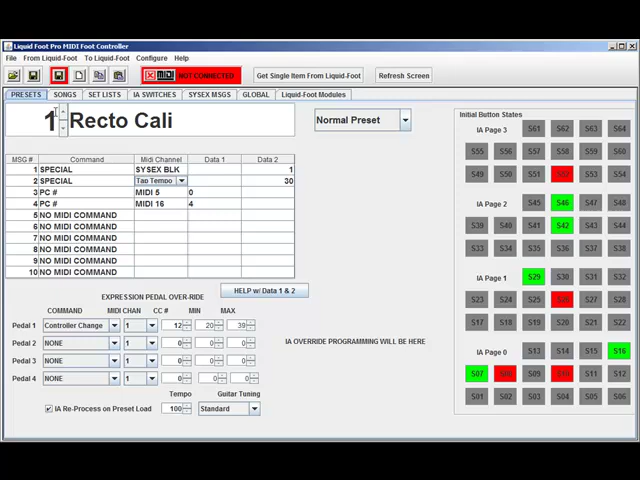 Liquid Foot Pro MIDI Foot Controller
File From Liquid-Foot To Liquid-Foot Configure Help
MIDI NOT CONNECTED Get Single Item From Liquid-Foot Refresh Screen
PRESETS SONGS SET LISTS IA SWITCHES SYSEX MSGS GLOBAL Liquid-Foot Modules
1 Recto Cali Normal Preset
MSG # Command Midi Channel Data 1 Data 2
1 SPECIAL SYSEX BLK 1
2 SPECIAL Tap Tempo 30
3 PC # MIDI 5 0
4 PC # MIDI 16 4
5 NO MIDI COMMAND
6 NO MIDI COMMAND
7 NO MIDI COMMAND
8 NO MIDI COMMAND
9 NO MIDI COMMAND
10 NO MIDI COMMAND
HELP w/ Data 1 & 2
EXPRESSION PEDAL OVER-RIDE
COMMAND MIDI CHAN CC # MIN MAX
Pedal 1 Controller Change 1 12 20 39
Pedal 2 NONE 1 0 0 0
Pedal 3 NONE 1 0 0 0
Pedal 4 NONE 1 0 0 0
Tempo Guitar Tuning
IA Re-Process on Preset Load 100 Standard
IA OVERRIDE PROGRAMMING WILL BE HERE
Initial Button States
IA Page 3 S61 S62 S63 S64
S55 S56 S57 S58 S59 S60
S49 S50 S51 S52 S53 S54
IA Page 2 S45 S46 S47 S48
S39 S40 S41 S42 S43 S44
S33 S34 S35 S36 S37 S38
IA Page 1 S29 S30 S31 S32
S23 S24 S25 S26 S27 S28
S17 S18 S19 S20 S21 S22
IA Page 0 S13 S14 S15 S16
S07 S08 S09 S10 S11 S12
S01 S02 S03 S04 S05 S06